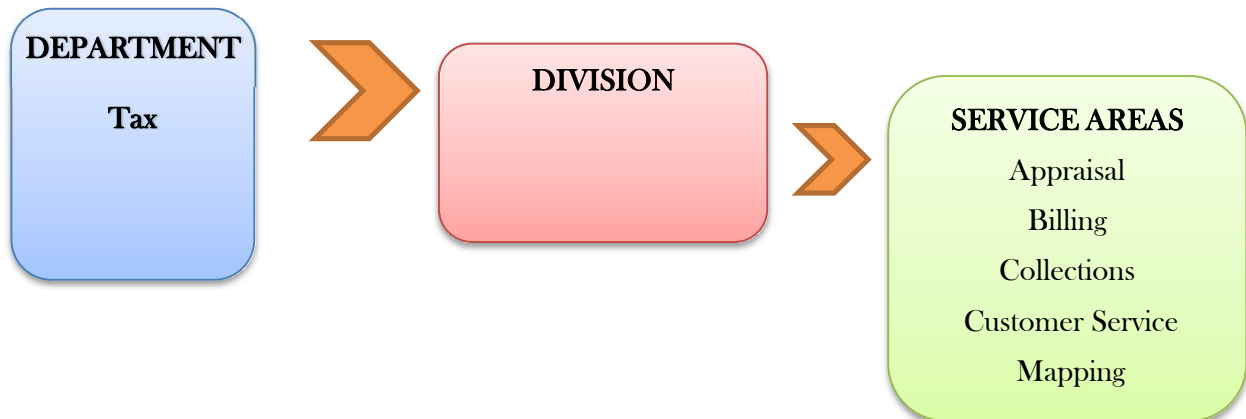 DEPARTMENT
Tax
DIVISION
SERVICE AREAS
Appraisal
Billing
Collections
Customer Service
Mapping